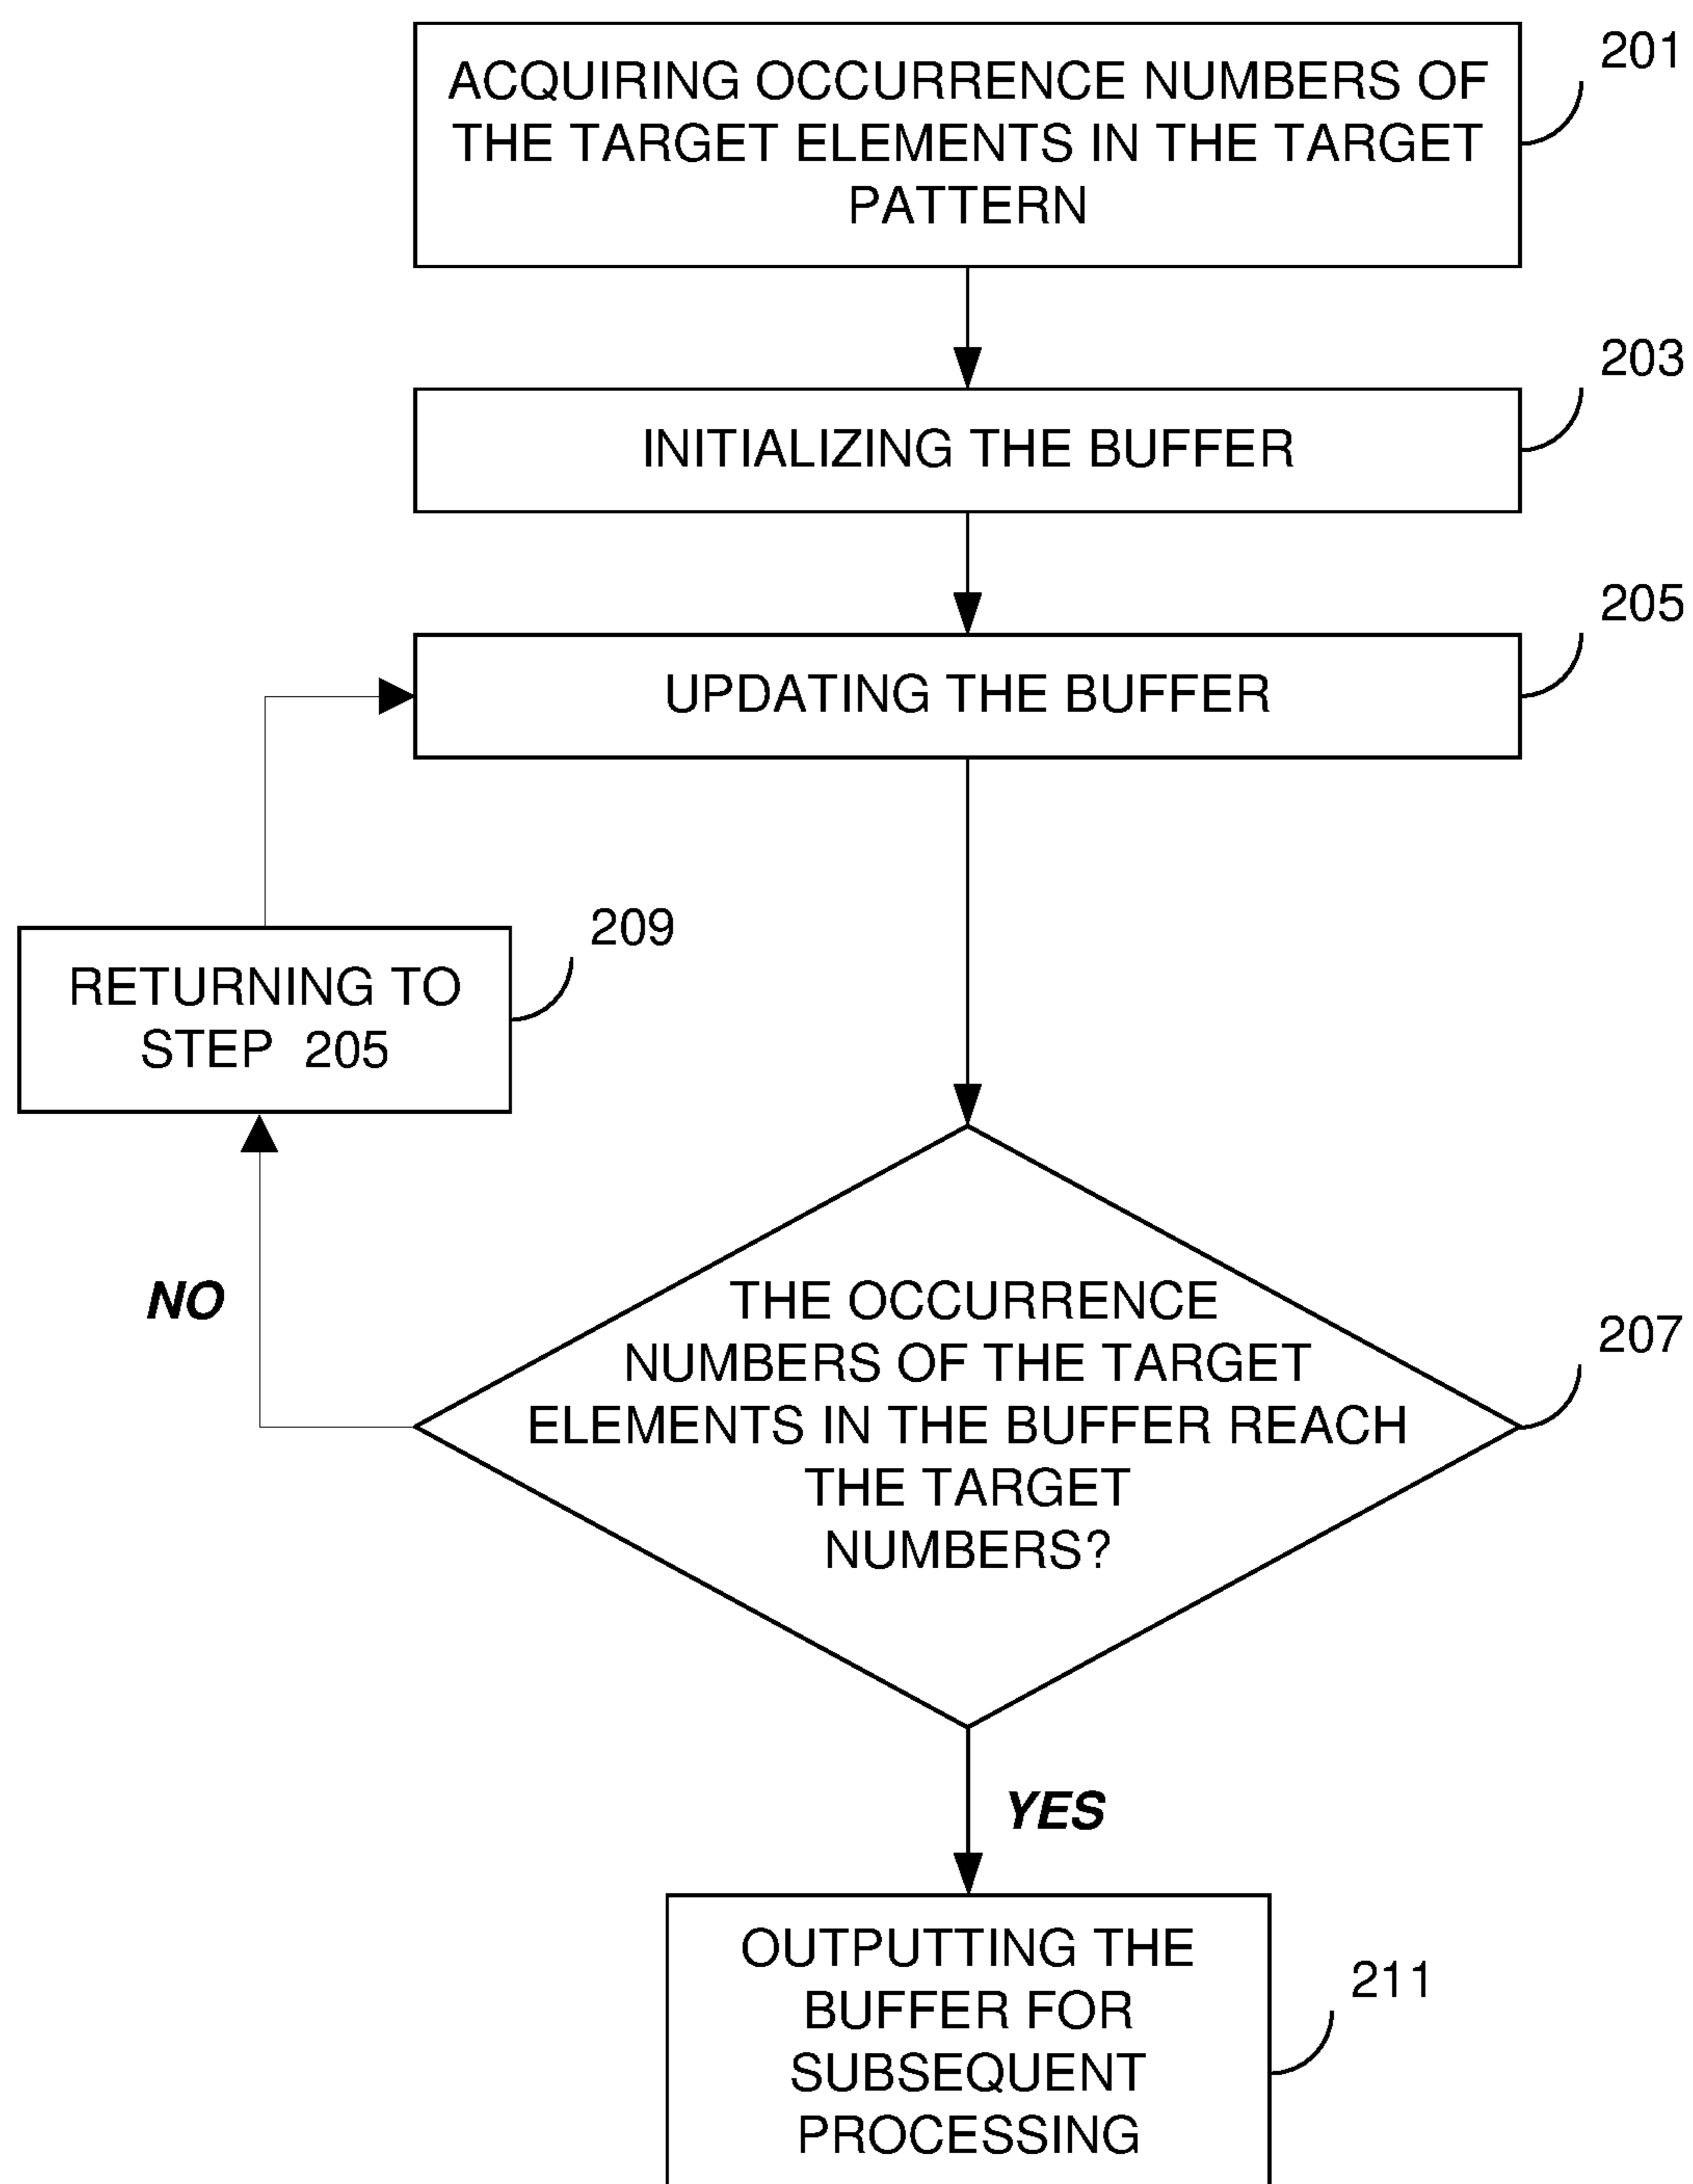 201
ACQUIRING OCCURRENCE NUMBERS OF
THE TARGET ELEMENTS IN THE TARGET
PATTERN
203
INITIALIZING THE BUFFER
205
UPDATING THE BUFFER
209
RETURNING TO
STEP 205
NO
THE OCCURRENCE
NUMBERS OF THE TARGET
ELEMENTS IN THE BUFFER REACH
THE TARGET
NUMBERS?
207
YES
OUTPUTTING THE
BUFFER FOR
SUBSEQUENT
PROCESSING
211